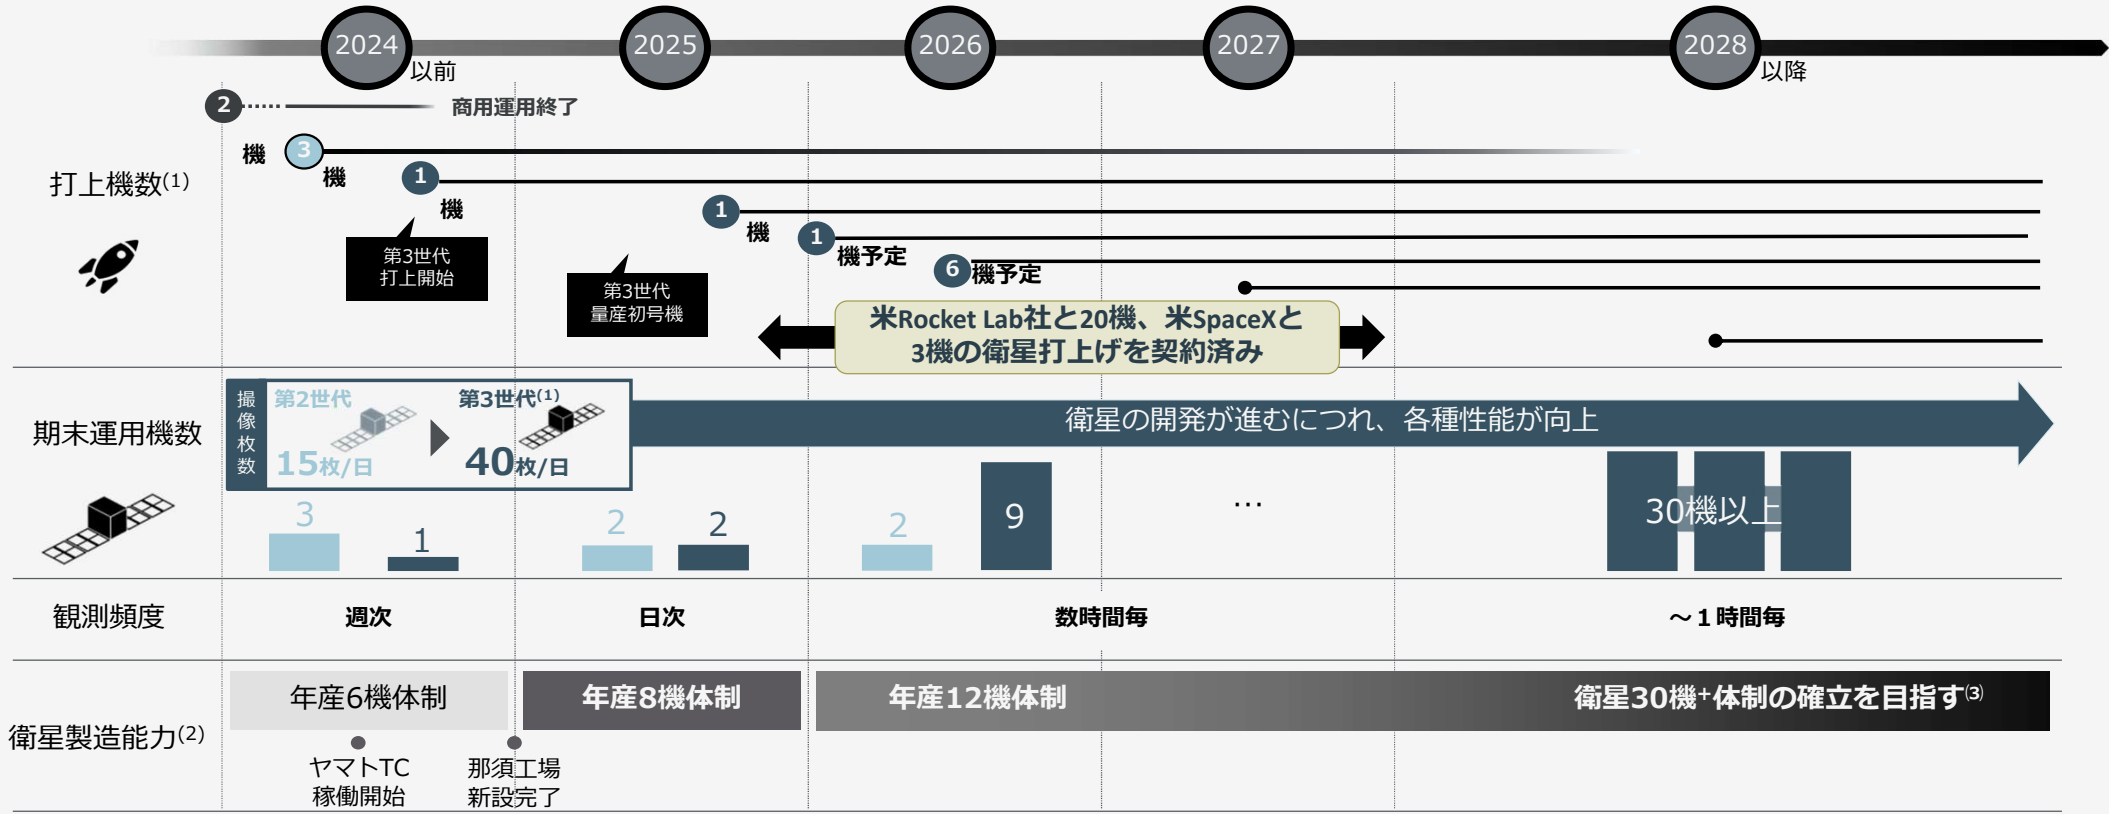 2024
以前
2025
2026
2027
2028
以降
2
商用運用終了
機
3
機
打上機数(1)
1
機
1
機
1
機予定
6
機予定
第3世代
打上開始
第3世代
量産初号機
米Rocket Lab社と20機、米SpaceXと
3機の衛星打上げを契約済み
期末運用機数
撮像枚数
第2世代
15枚/日
第3世代(1)
40枚/日
衛星の開発が進むにつれ、各種性能が向上
3
1
2
2
2
9
…
30機以上
観測頻度
週次
日次
数時間毎
～1時間毎
衛星製造能力(2)
年産6機体制
年産8機体制
年産12機体制
衛星30機+体制の確立を目指す(3)
ヤマトTC
稼働開始
那須工場
新設完了